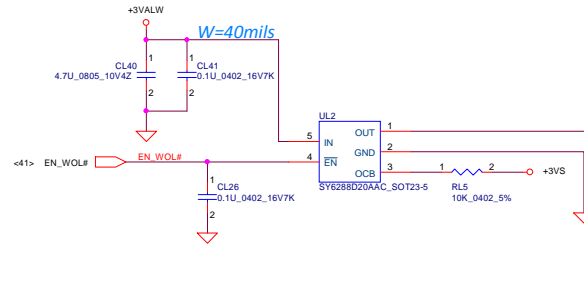 +3VALW
W=40mils
CL40
4.7U_0805_10V4Z
1
2
CL41
0.1U_0402_16V7K
1
2
UL2
5 IN OUT 1
GND 2
4 EN OCB 3
SY6288D20AAC_SOT23-5
<41> EN_WOL# EN_WOL#
1 2 +3VS
RL5
10K_0402_5%
1
CL26
0.1U_0402_16V7K
2